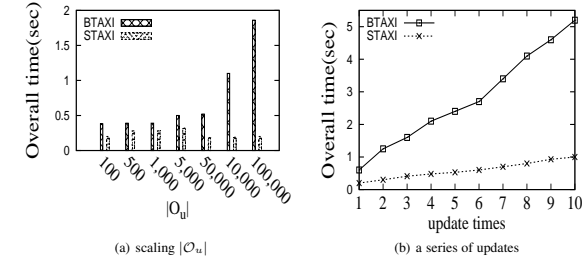 Overall time(sec)
2
1.5
1
0.5
0
BTAXI
STAXI
100
500
1,000
5,000
50,000
10,000
100,000
|O_u|
(a) scaling |𝒪_u|
Overall time(sec)
5
4
3
2
1
0
BTAXI
STAXI
1 2 3 4 5 6 7 8 9 10
update times
(b) a series of updates